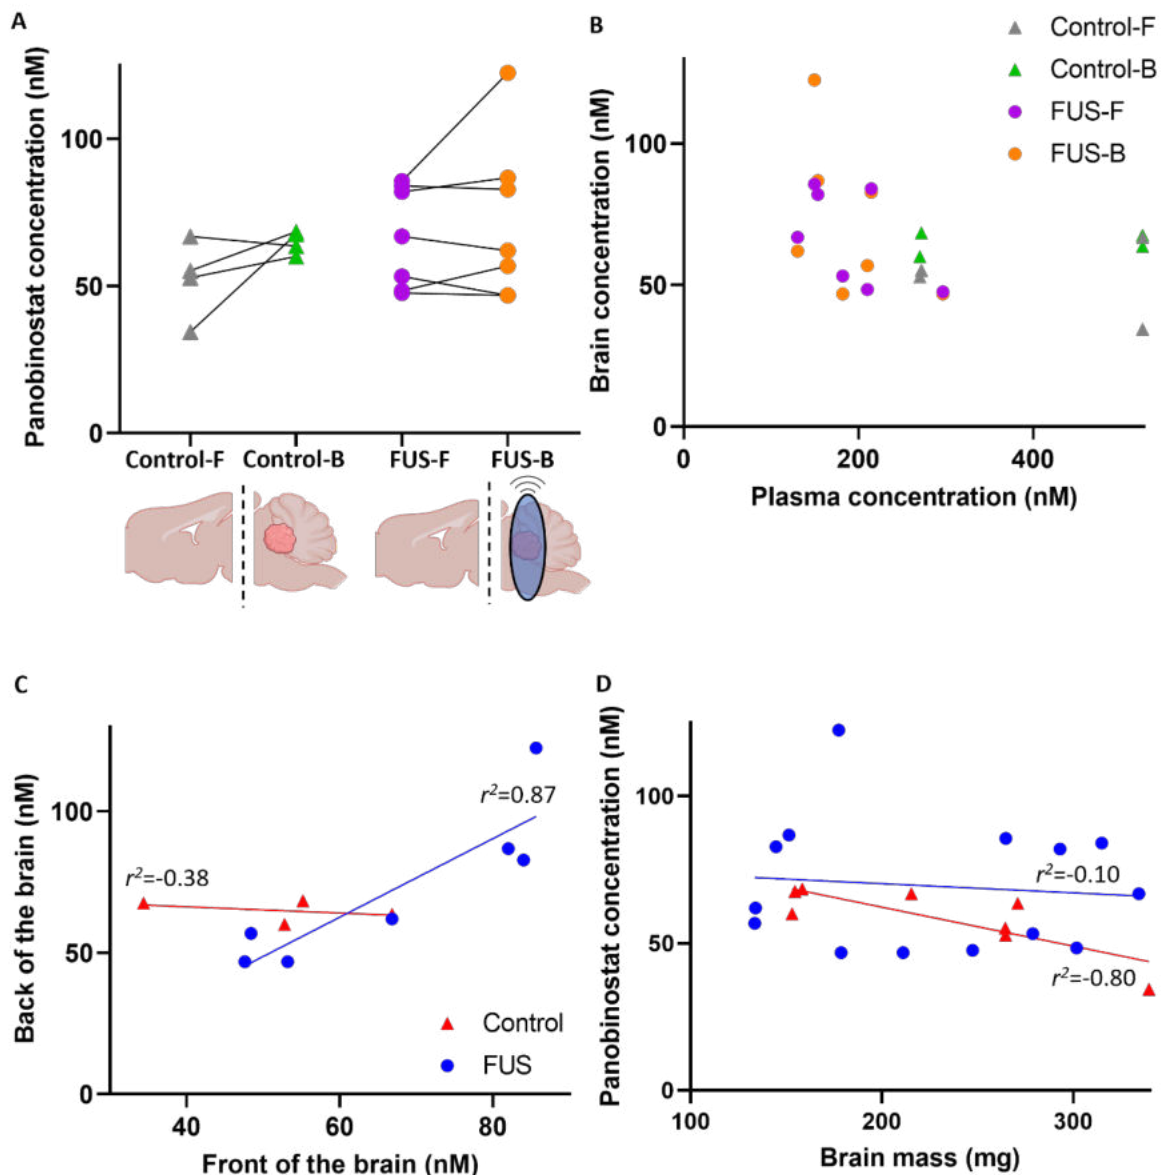 A
Panobinostat concentration (nM)
100
50
0
Control-F
Control-B
FUS-F
FUS-B
B
Control-F
Control-B
FUS-F
FUS-B
Brain concentration (nM)
100
50
0
0
200
400
Plasma concentration (nM)
C
Back of the brain (nM)
100
50
0
r²=-0.38
r²=0.87
Control
FUS
40
60
80
Front of the brain (nM)
D
Panobinostat concentration (nM)
100
50
0
r²=-0.10
r²=-0.80
100
200
300
Brain mass (mg)